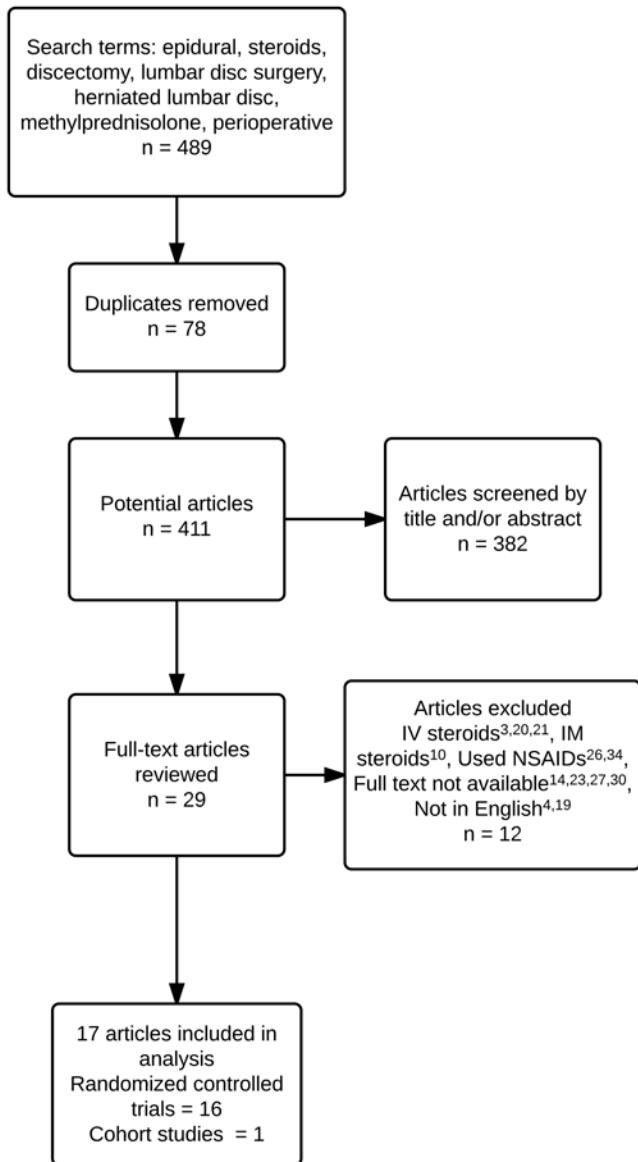 Search terms: epidural, steroids,
discectomy, lumbar disc surgery,
herniated lumbar disc,
methylprednisolone, perioperative
n = 489
Duplicates removed
n = 78
Potential articles
n = 411
Articles screened by
title and/or abstract
n = 382
Full-text articles
reviewed
n = 29
Articles excluded
IV steroids3,20,21, IM
steroids10, Used NSAIDs26,34,
Full text not available14,23,27,30,
Not in English4,19
n = 12
17 articles included in
analysis
Randomized controlled
trials = 16
Cohort studies = 1